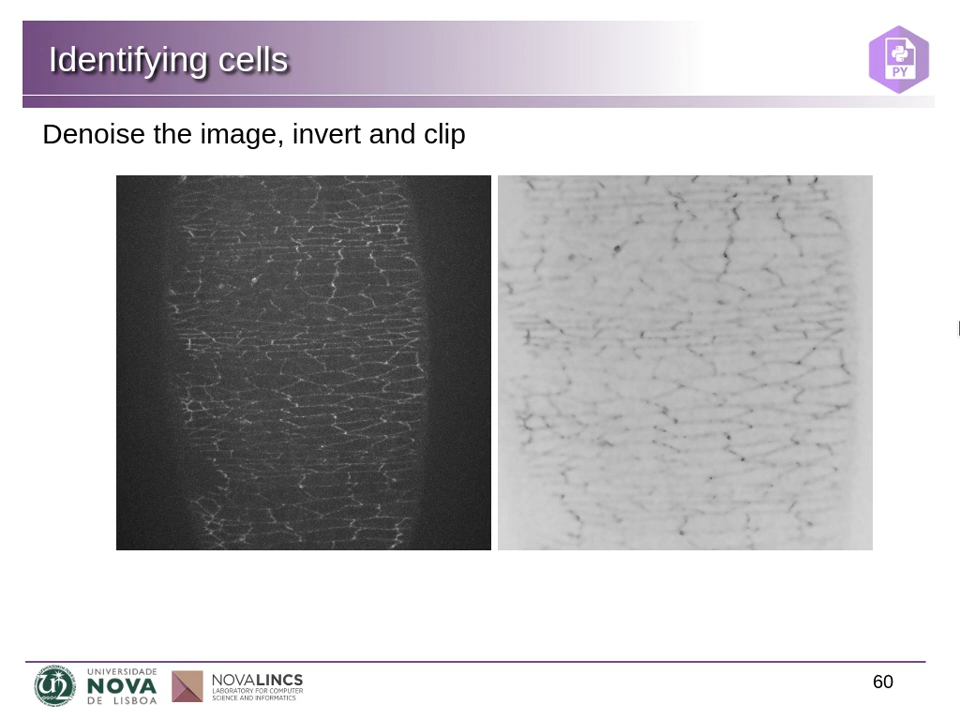 Identifying cells
PY
Denoise the image, invert and clip
UNIVERSIDADE
NOVA
DE LISBOA
NOVALINCS
LABORATORY FOR COMPUTER
SCIENCE AND INFORMATICS
60